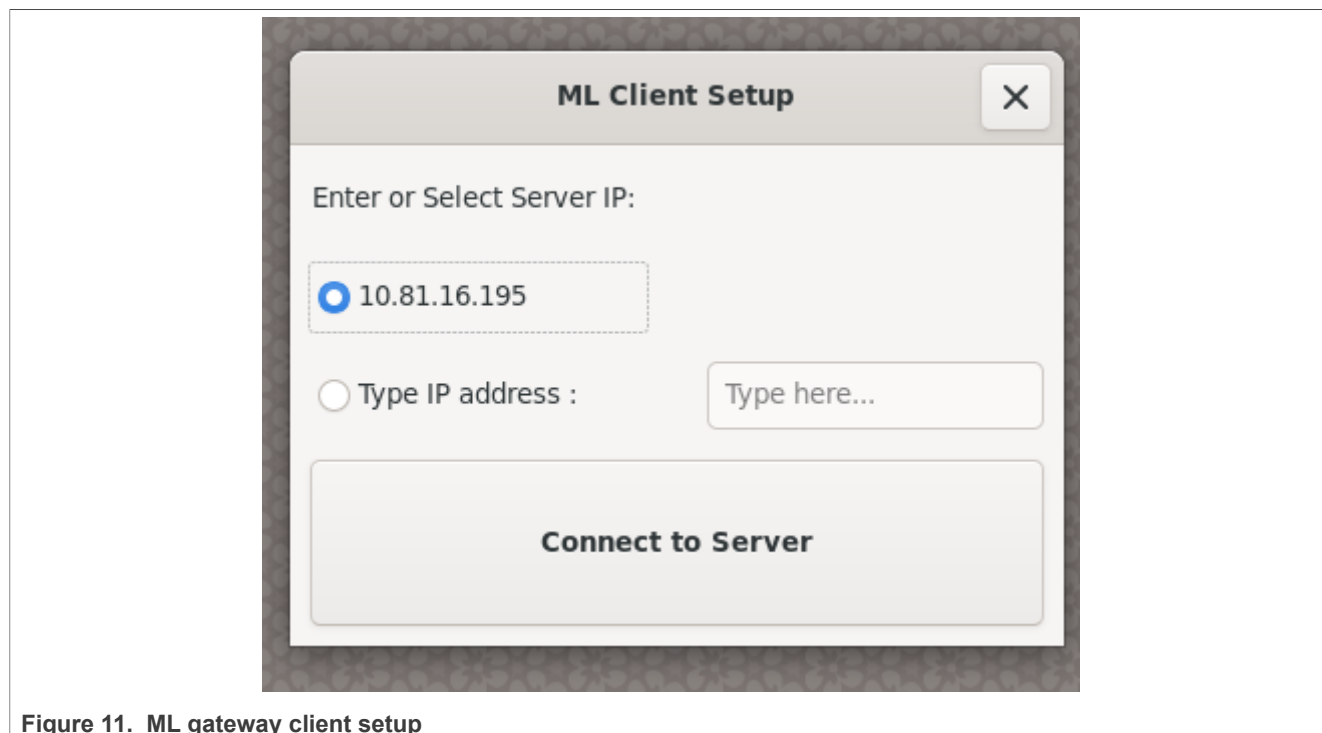 ML Client Setup
Enter or Select Server IP:
10.81.16.195
Type IP address :
Type here...
Connect to Server
Figure 11. ML gateway client setup